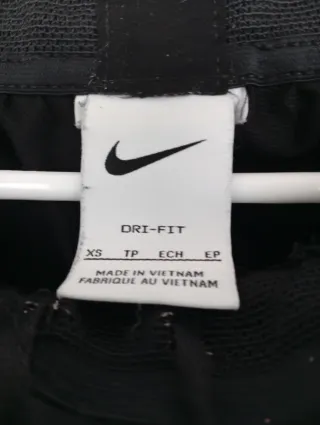 DRI-FIT
XS TP ECH EP
MADE IN VIETNAM
FABRIQUE AU VIETNAM